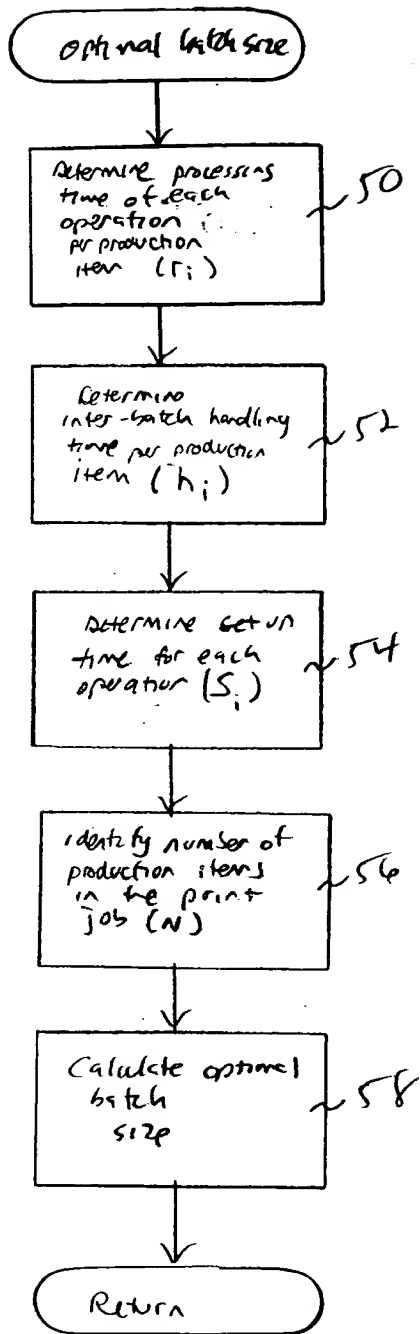 optimal batch size
Determine processing
time of each
operation i
per production
item (ri)
50
Determine
inter-batch handling
time per production
item (hi)
52
Determine set up
time for each
operation (Si)
54
identify number of
production items
in the print
job (N)
56
Calculate optimal
batch
size
58
Return